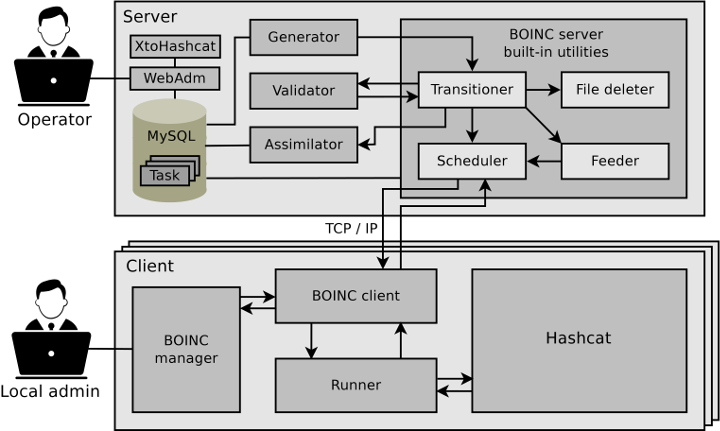 Server
XtoHashcat
WebAdm
Operator
MySQL
Task
Generator
Validator
Assimilator
BOINC server
built-in utilities
Transitioner
File deleter
Scheduler
Feeder
TCP / IP
Client
BOINC
manager
Local admin
BOINC client
Runner
Hashcat